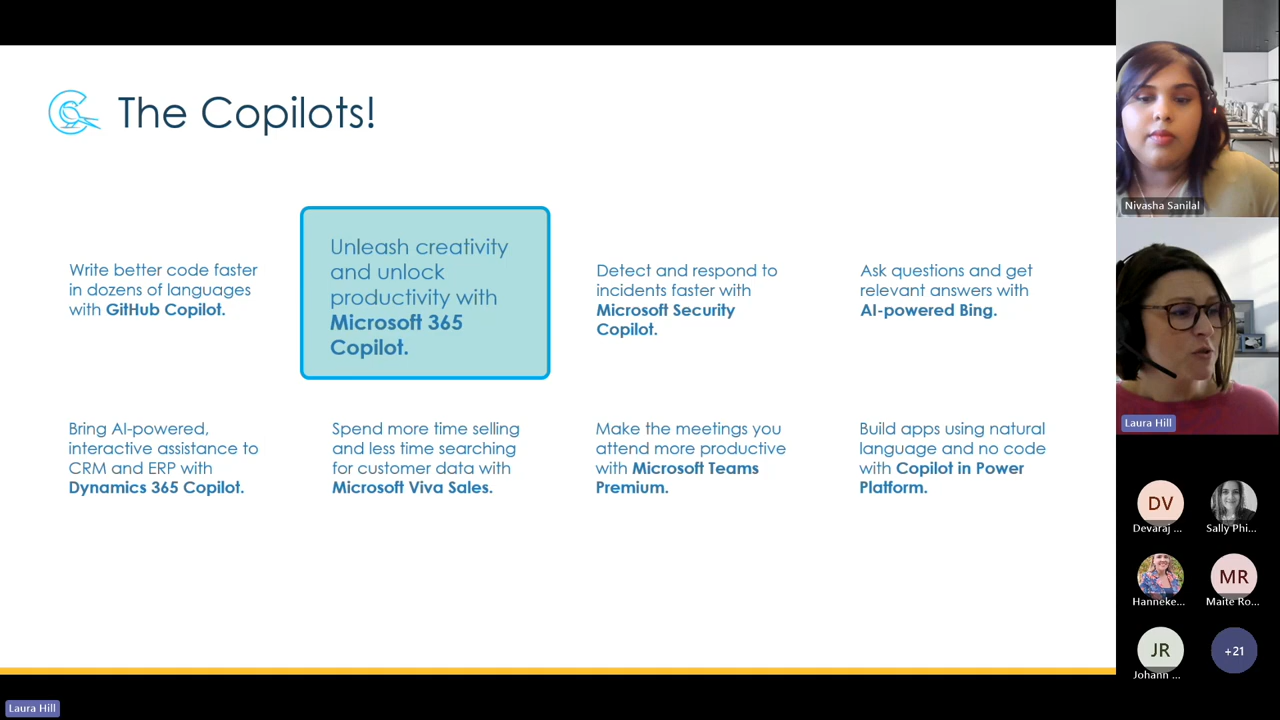 The Copilots!
Write better code faster
in dozens of languages
with GitHub Copilot.
Unleash creativity
and unlock
productivity with
Microsoft 365
Copilot.
Detect and respond to
incidents faster with
Microsoft Security
Copilot.
Ask questions and get
relevant answers with
AI-powered Bing.
Bring AI-powered,
interactive assistance to
CRM and ERP with
Dynamics 365 Copilot.
Spend more time selling
and less time searching
for customer data with
Microsoft Viva Sales.
Make the meetings you
attend more productive
with Microsoft Teams
Premium.
Build apps using natural
language and no code
with Copilot in Power
Platform.
Nivasha Sanilal
Laura Hill
DV
Devaraj ...
Sally Phi...
Hanneke...
MR
Maite Ro...
JR
Johann ...
+21
Laura Hill